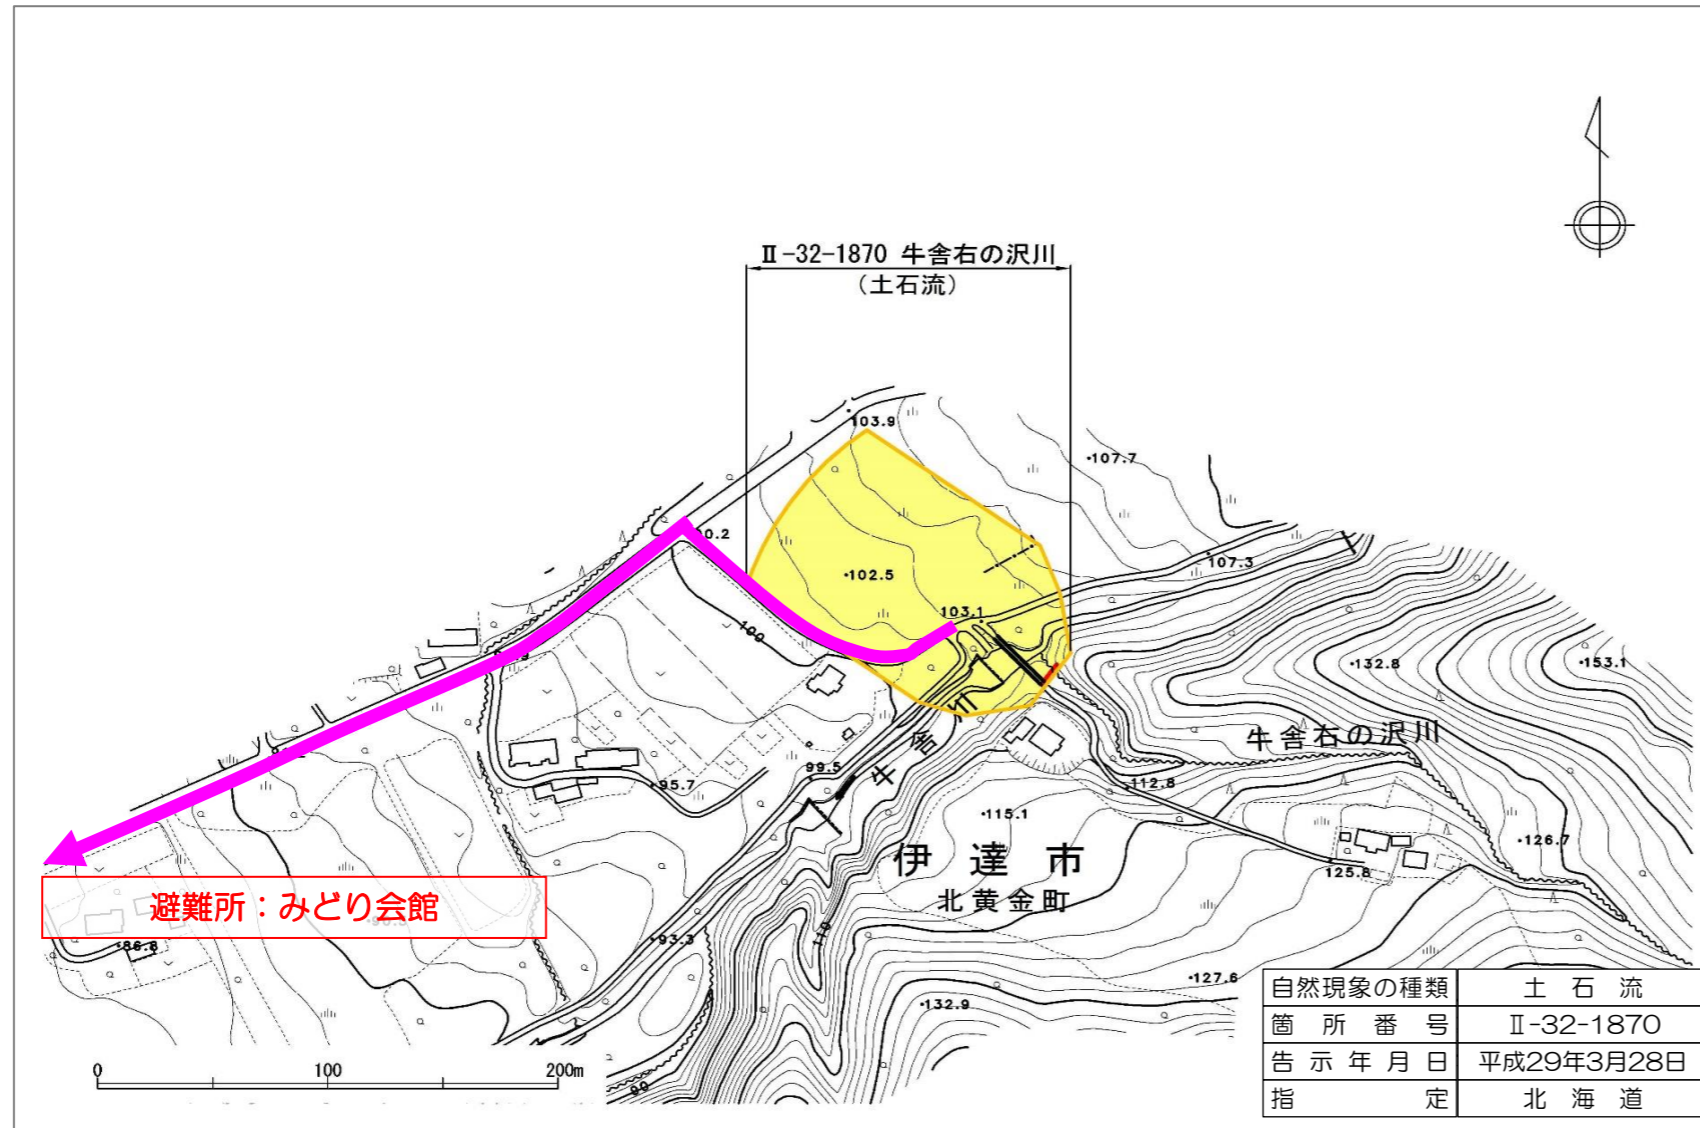 Ⅱ-32-1870 牛舎右の沢川
（土石流）
103.9
107.7
107.3
102.5
103.1
100
132.8
153.1
牛舎右の沢川
牛舎川
99.5
95.7
112.8
115.1
126.7
伊達市
北黄金町
125.8
避難所：みどり会館
86.8
93.3
110
127.6
132.9
90
0 100 200m
自然現象の種類 土石流
箇所番号 Ⅱ-32-1870
告示年月日 平成29年3月28日
指定 北海道